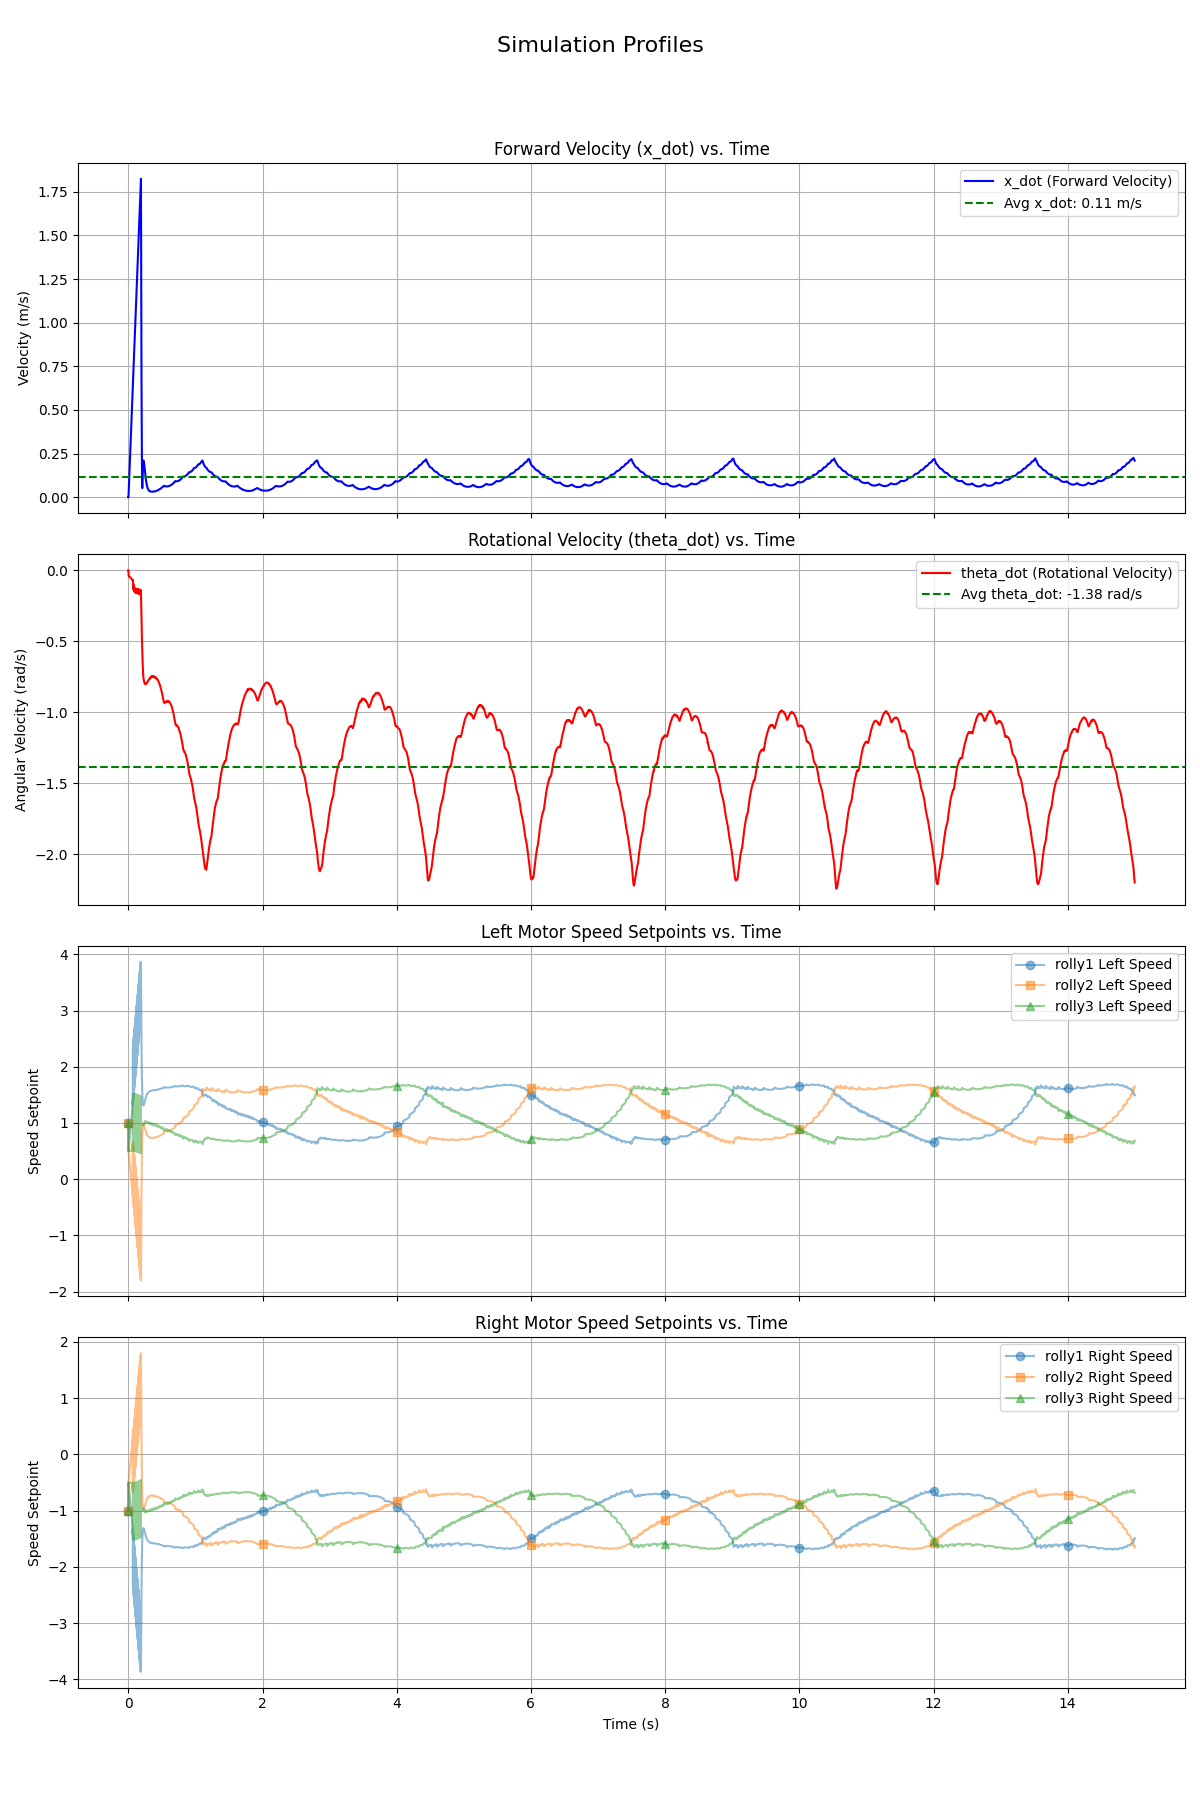 Simulation Profiles
Forward Velocity (x_dot) vs. Time
Velocity (m/s)
1.75
1.50
1.25
1.00
0.75
0.50
0.25
0.00
x_dot (Forward Velocity)
Avg x_dot: 0.11 m/s
Rotational Velocity (theta_dot) vs. Time
Angular Velocity (rad/s)
0.0
−0.5
−1.0
−1.5
−2.0
theta_dot (Rotational Velocity)
Avg theta_dot: -1.38 rad/s
Left Motor Speed Setpoints vs. Time
Speed Setpoint
4
3
2
1
0
−1
−2
rolly1 Left Speed
rolly2 Left Speed
rolly3 Left Speed
Right Motor Speed Setpoints vs. Time
Speed Setpoint
2
1
0
−1
−2
−3
−4
rolly1 Right Speed
rolly2 Right Speed
rolly3 Right Speed
0 2 4 6 8 10 12 14
Time (s)